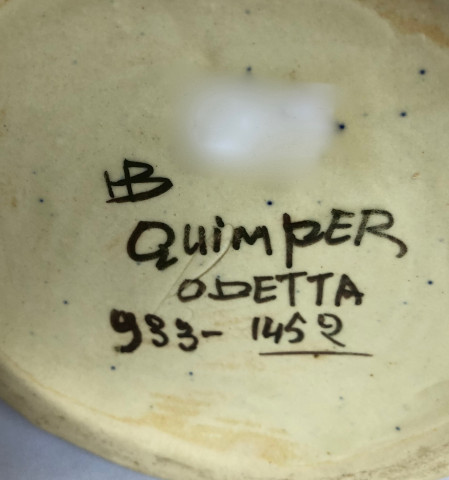 HB
QUIMPER
ODETTA
933-1452